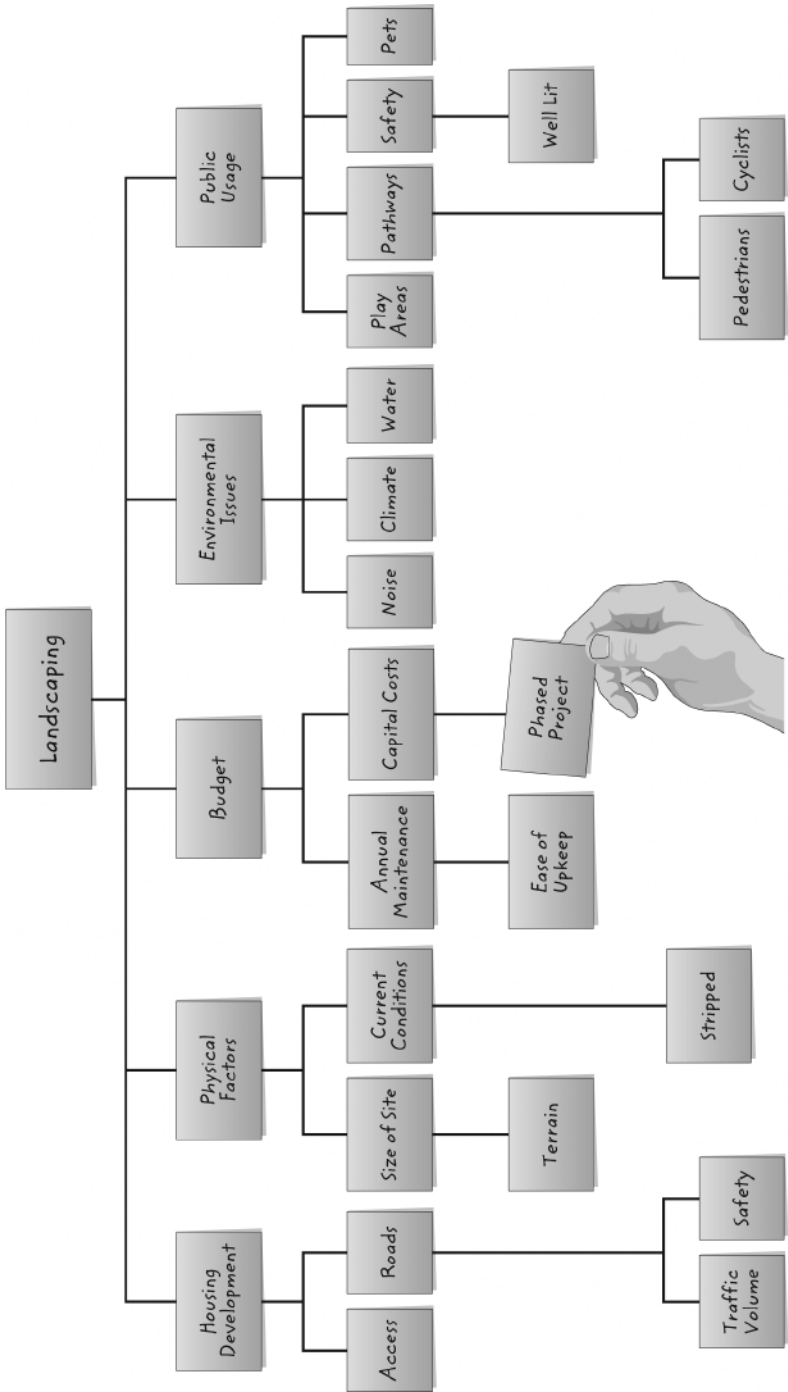 Landscaping
Housing
Development
Physical
Factors
Budget
Environmental
Issues
Public
Usage
Access
Roads
Size of Site
Current
Conditions
Annual
Maintenance
Capital Costs
Noise
Climate
Water
Play
Areas
Pathways
Safety
Pets
Terrain
Ease of
Upkeep
Phased
Project
Well Lit
Traffic
Volume
Safety
Stripped
Pedestrians
Cyclists